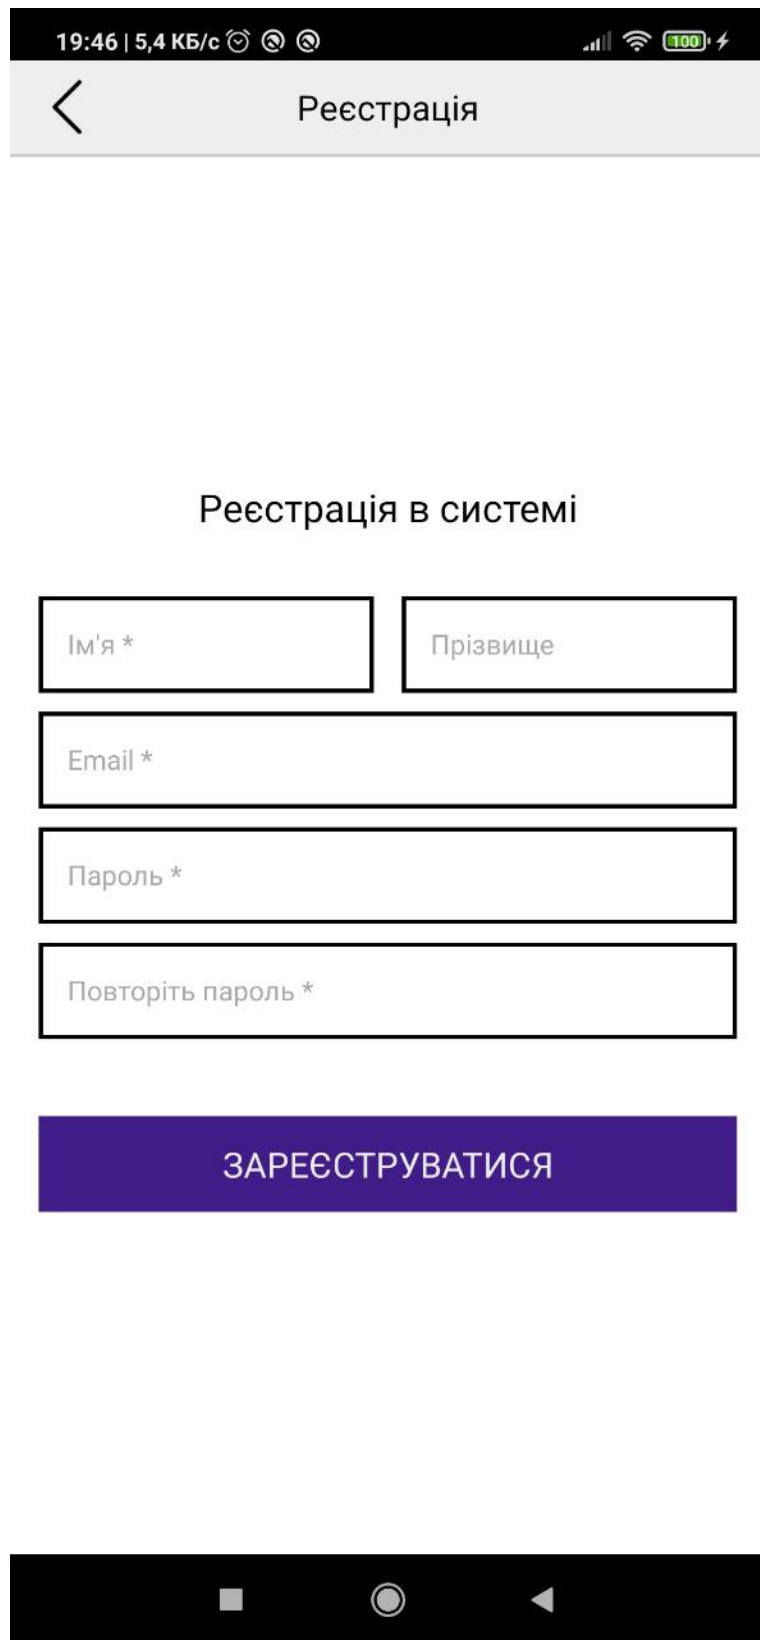 19:46 | 5,4 КБ/с
100
Реєстрація
Реєстрація в системі
Ім'я *
Прізвище
Email *
Пароль *
Повторіть пароль *
ЗАРЕЄСТРУВАТИСЯ